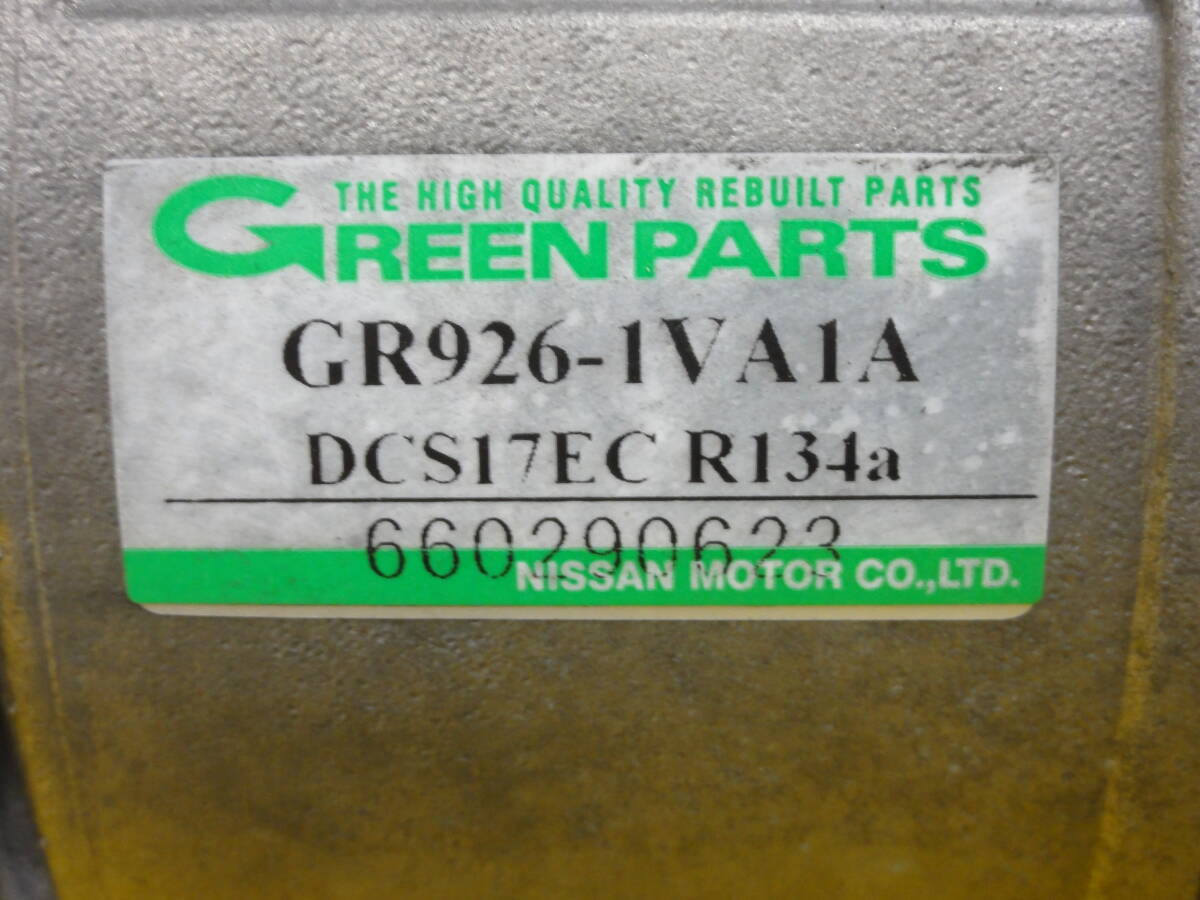 THE HIGH QUALITY REBUILT PARTS
GREEN PARTS
GR926-1VA1A
DCS17EC R134a
660290623
NISSAN MOTOR CO.,LTD.